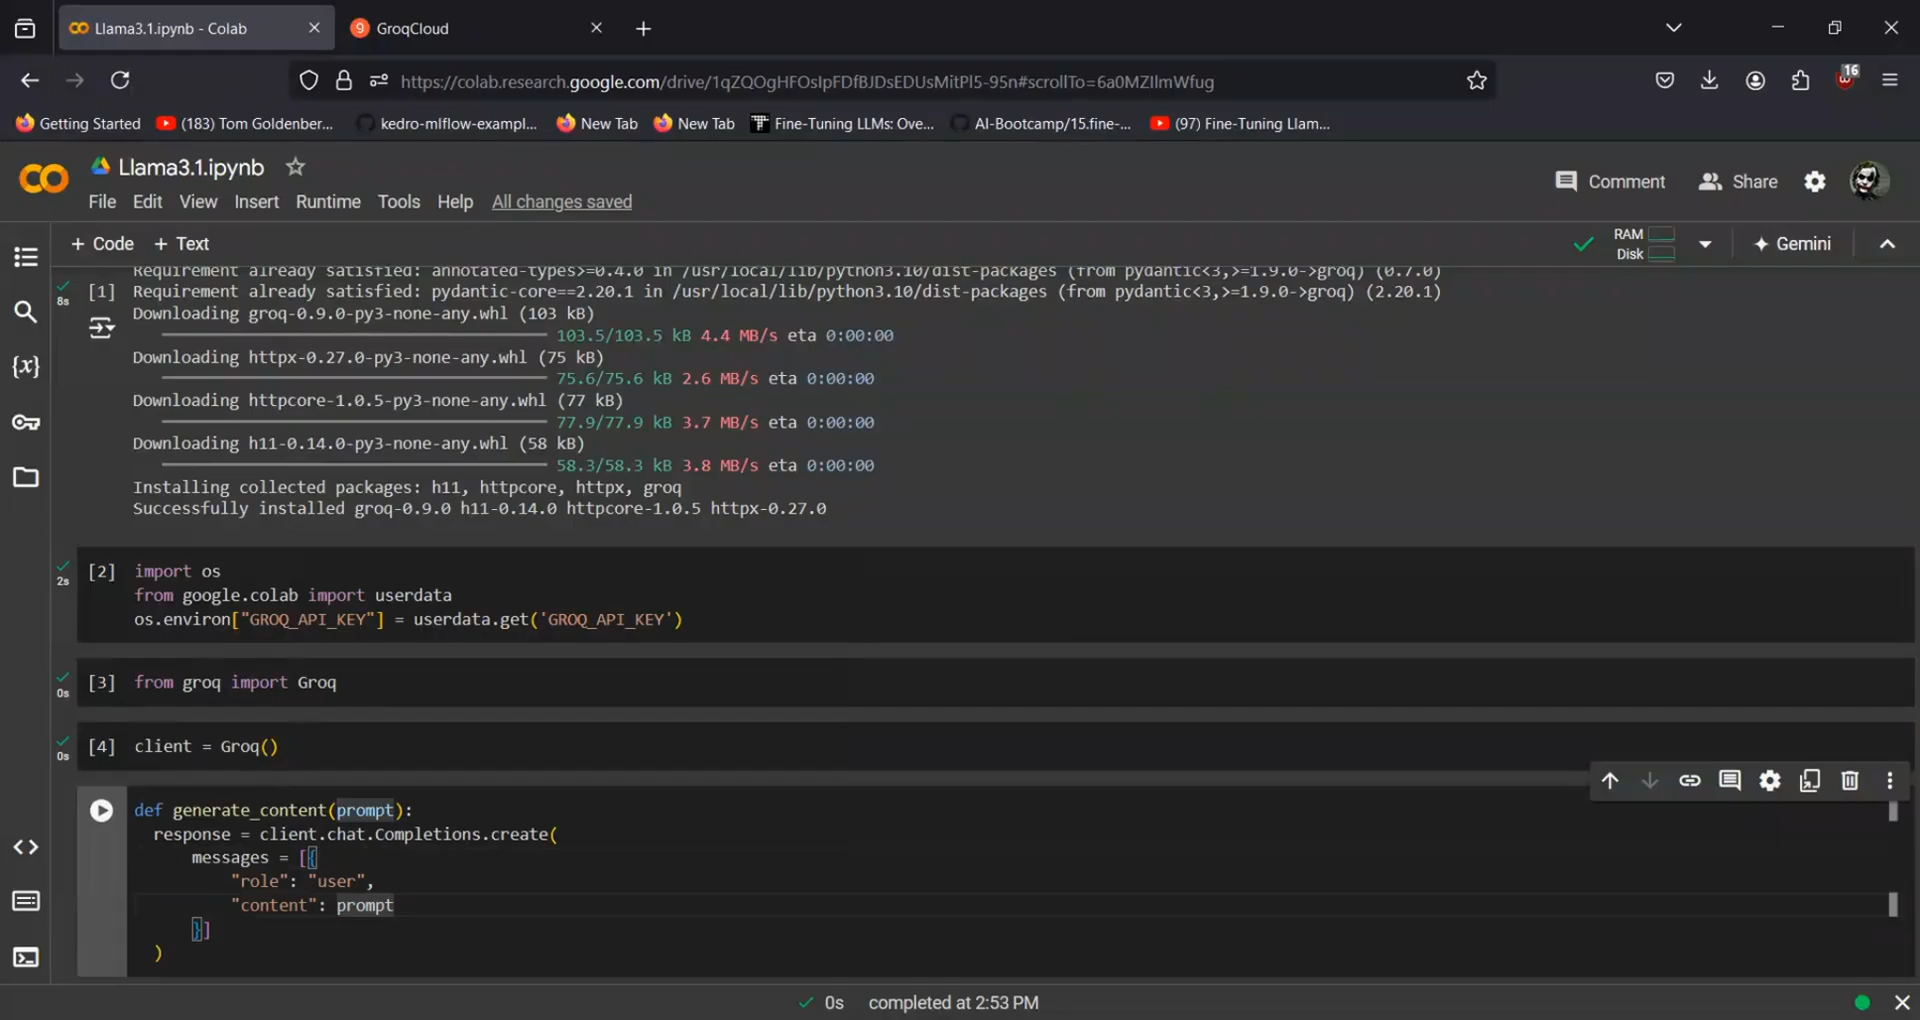 Llama3.1.ipynb - Colab
GroqCloud
https://colab.research.google.com/drive/1qZQOgHFOsIpFDfBJDsEDUsMitPl5-95n#scrollTo=6a0MZIlmWfug
16
Getting Started
(183) Tom Goldenber...
kedro-mlflow-exampl...
New Tab
New Tab
Fine-Tuning LLMs: Ove...
AI-Bootcamp/15.fine-...
(97) Fine-Tuning Llam...
Llama3.1.ipynb
Comment
Share
File Edit View Insert Runtime Tools Help All changes saved
+ Code + Text
RAM
Disk
Gemini
Requirement already satisfied: annotated-types>=0.4.0 in /usr/local/lib/python3.10/dist-packages (from pydantic<3,>=1.9.0->groq) (0.7.0)
8s
[1] Requirement already satisfied: pydantic-core==2.20.1 in /usr/local/lib/python3.10/dist-packages (from pydantic<3,>=1.9.0->groq) (2.20.1)
Downloading groq-0.9.0-py3-none-any.whl (103 kB)
103.5/103.5 kB 4.4 MB/s eta 0:00:00
Downloading httpx-0.27.0-py3-none-any.whl (75 kB)
75.6/75.6 kB 2.6 MB/s eta 0:00:00
Downloading httpcore-1.0.5-py3-none-any.whl (77 kB)
77.9/77.9 kB 3.7 MB/s eta 0:00:00
Downloading h11-0.14.0-py3-none-any.whl (58 kB)
58.3/58.3 kB 3.8 MB/s eta 0:00:00
Installing collected packages: h11, httpcore, httpx, groq
Successfully installed groq-0.9.0 h11-0.14.0 httpcore-1.0.5 httpx-0.27.0
2s
[2] import os
from google.colab import userdata
os.environ["GROQ_API_KEY"] = userdata.get('GROQ_API_KEY')
0s
[3] from groq import Groq
0s
[4] client = Groq()
def generate_content(prompt):
response = client.chat.Completions.create(
messages = [{
"role": "user",
"content": prompt
}]
)
0s completed at 2:53 PM